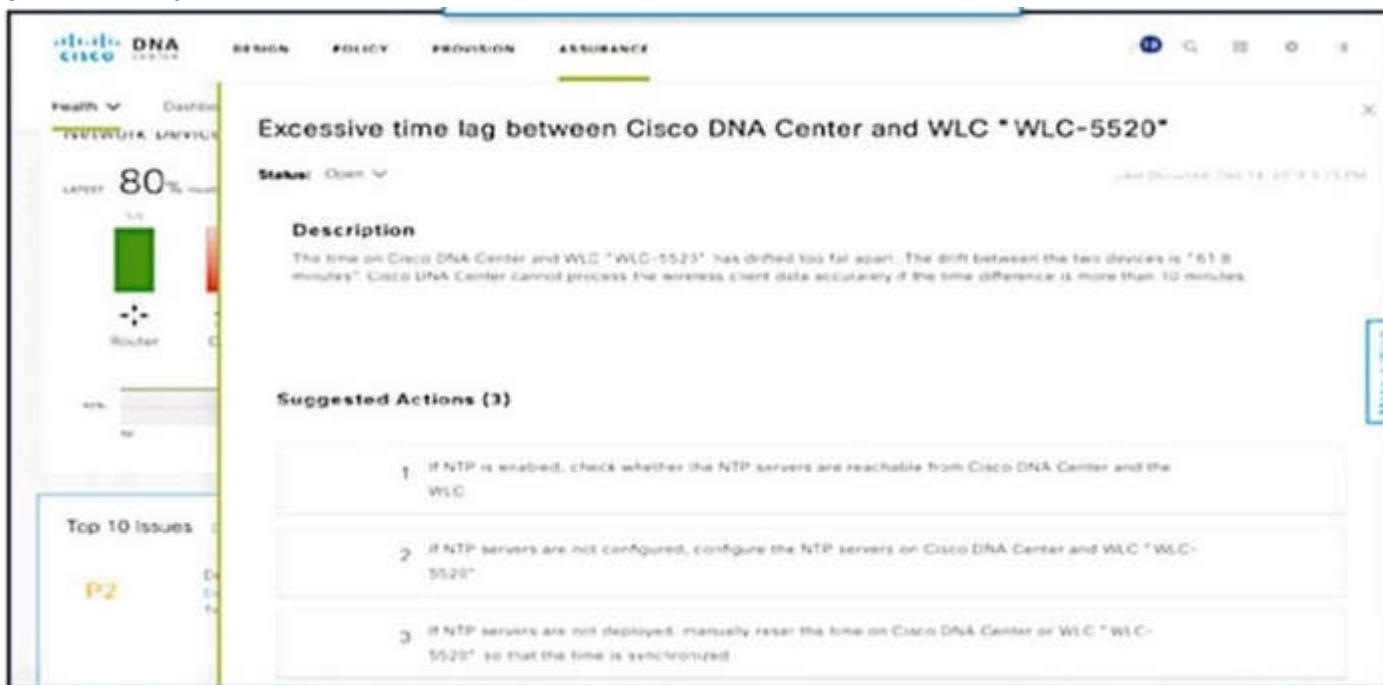 CISCO DNA CENTER
DESIGN POLICY PROVISION ASSURANCE
Health
Excessive time lag between Cisco DNA Center and WLC "WLC-5520"
LATEST 80%
Status: Open
Description
The time on Cisco DNA Center and WLC has drifted too far apart. The drift between the two devices is
minutes". Cisco DNA Center cannot process the wireless client data accurately if the time difference is more than 10 minutes.
Router
Suggested Actions (3)
1 If NTP is enabled, check whether the NTP servers are reachable from Cisco DNA Center and the
WLC.
Top 10 Issues
2 If NTP servers are not configured, configure the NTP servers on Cisco DNA Center and WLC "WLC-
5520"
P2
3 If NTP servers are not deployed, manually reset the time on Cisco DNA Center or WLC "WLC-
5520" so that the time is synchronized